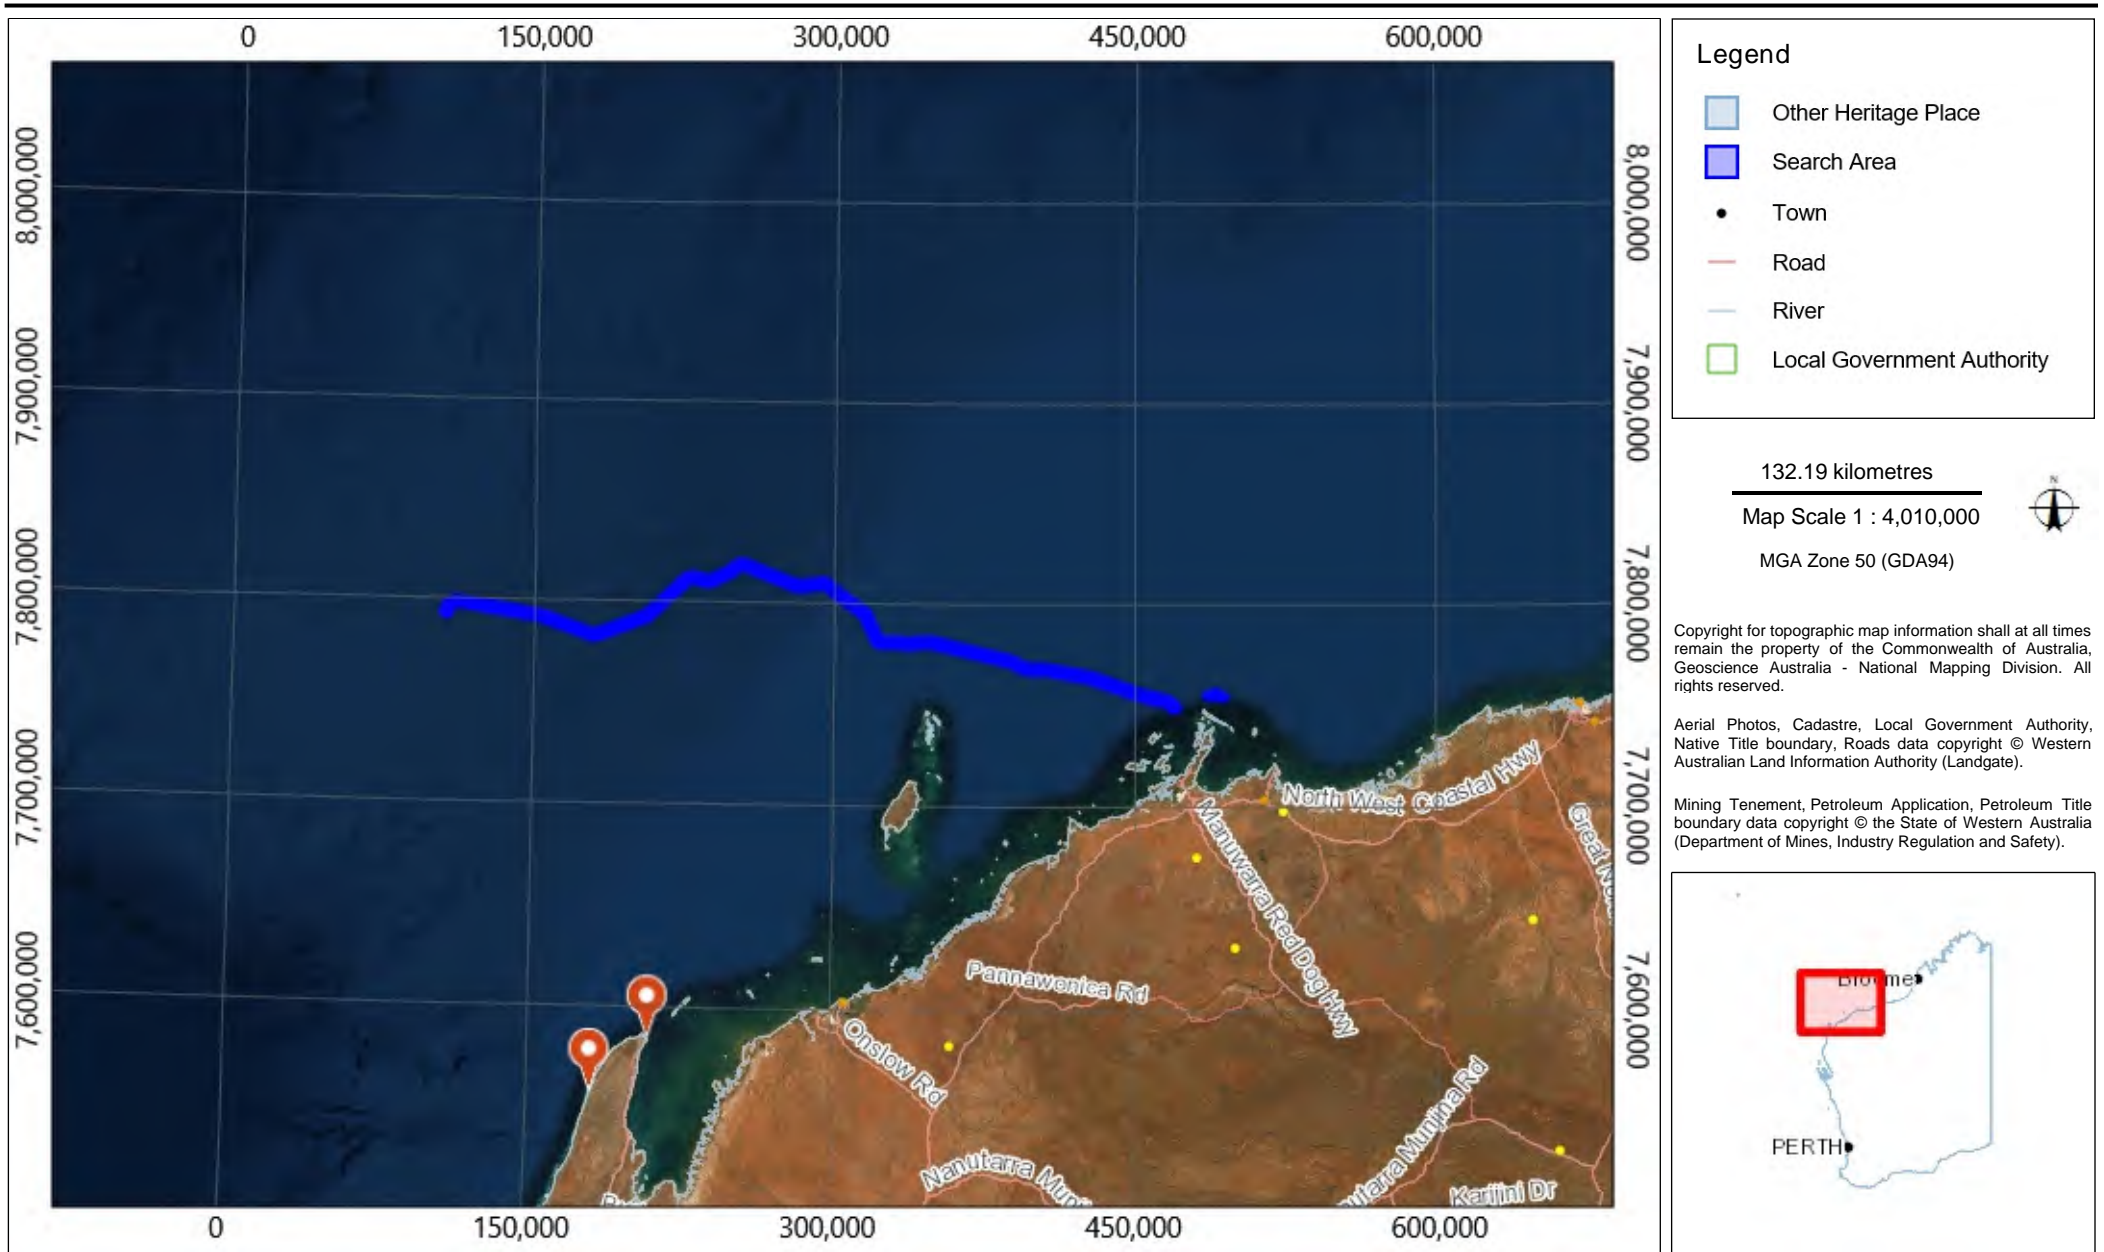 0 150,000 300,000 450,000 600,000
8,000,000
7,900,000
7,800,000
7,700,000
7,600,000
8,000,000
7,900,000
7,800,000
7,700,000
7,600,000
North West Coastal Hwy
Manuwarra Red Dog Hwy
Pannawonica Rd
Onslow Rd
Karijini Dr
0 150,000 300,000 450,000 600,000
Legend
Other Heritage Place
Search Area
Town
Road
River
Local Government Authority
132.19 kilometres
Map Scale 1 : 4,010,000
MGA Zone 50 (GDA94)
N
Copyright for topographic map information shall at all times
remain the property of the Commonwealth of Australia,
Geoscience Australia - National Mapping Division. All
rights reserved.
Aerial Photos, Cadastre, Local Government Authority,
Native Title boundary, Roads data copyright © Western
Australian Land Information Authority (Landgate).
Mining Tenement, Petroleum Application, Petroleum Title
boundary data copyright © the State of Western Australia
(Department of Mines, Industry Regulation and Safety).
Broome
PERTH